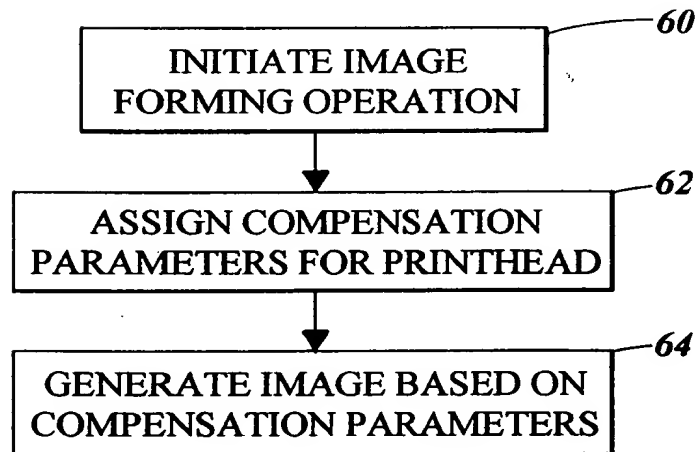 60
INITIATE IMAGE
FORMING OPERATION
62
ASSIGN COMPENSATION
PARAMETERS FOR PRINTHEAD
64
GENERATE IMAGE BASED ON
COMPENSATION PARAMETERS